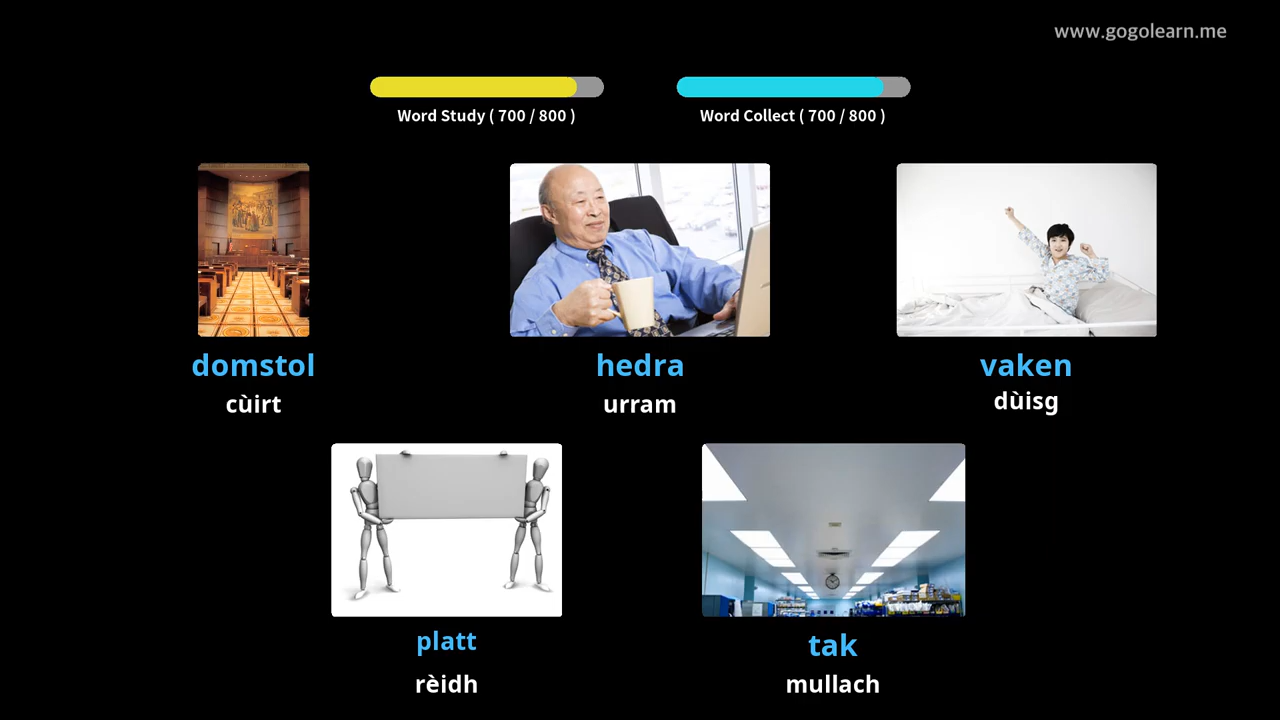 www.gogolearn.me
Word Study ( 700 / 800 )
Word Collect ( 700 / 800 )
domstol
cùirt
hedra
urram
vaken
dùisg
platt
rèidh
tak
mullach